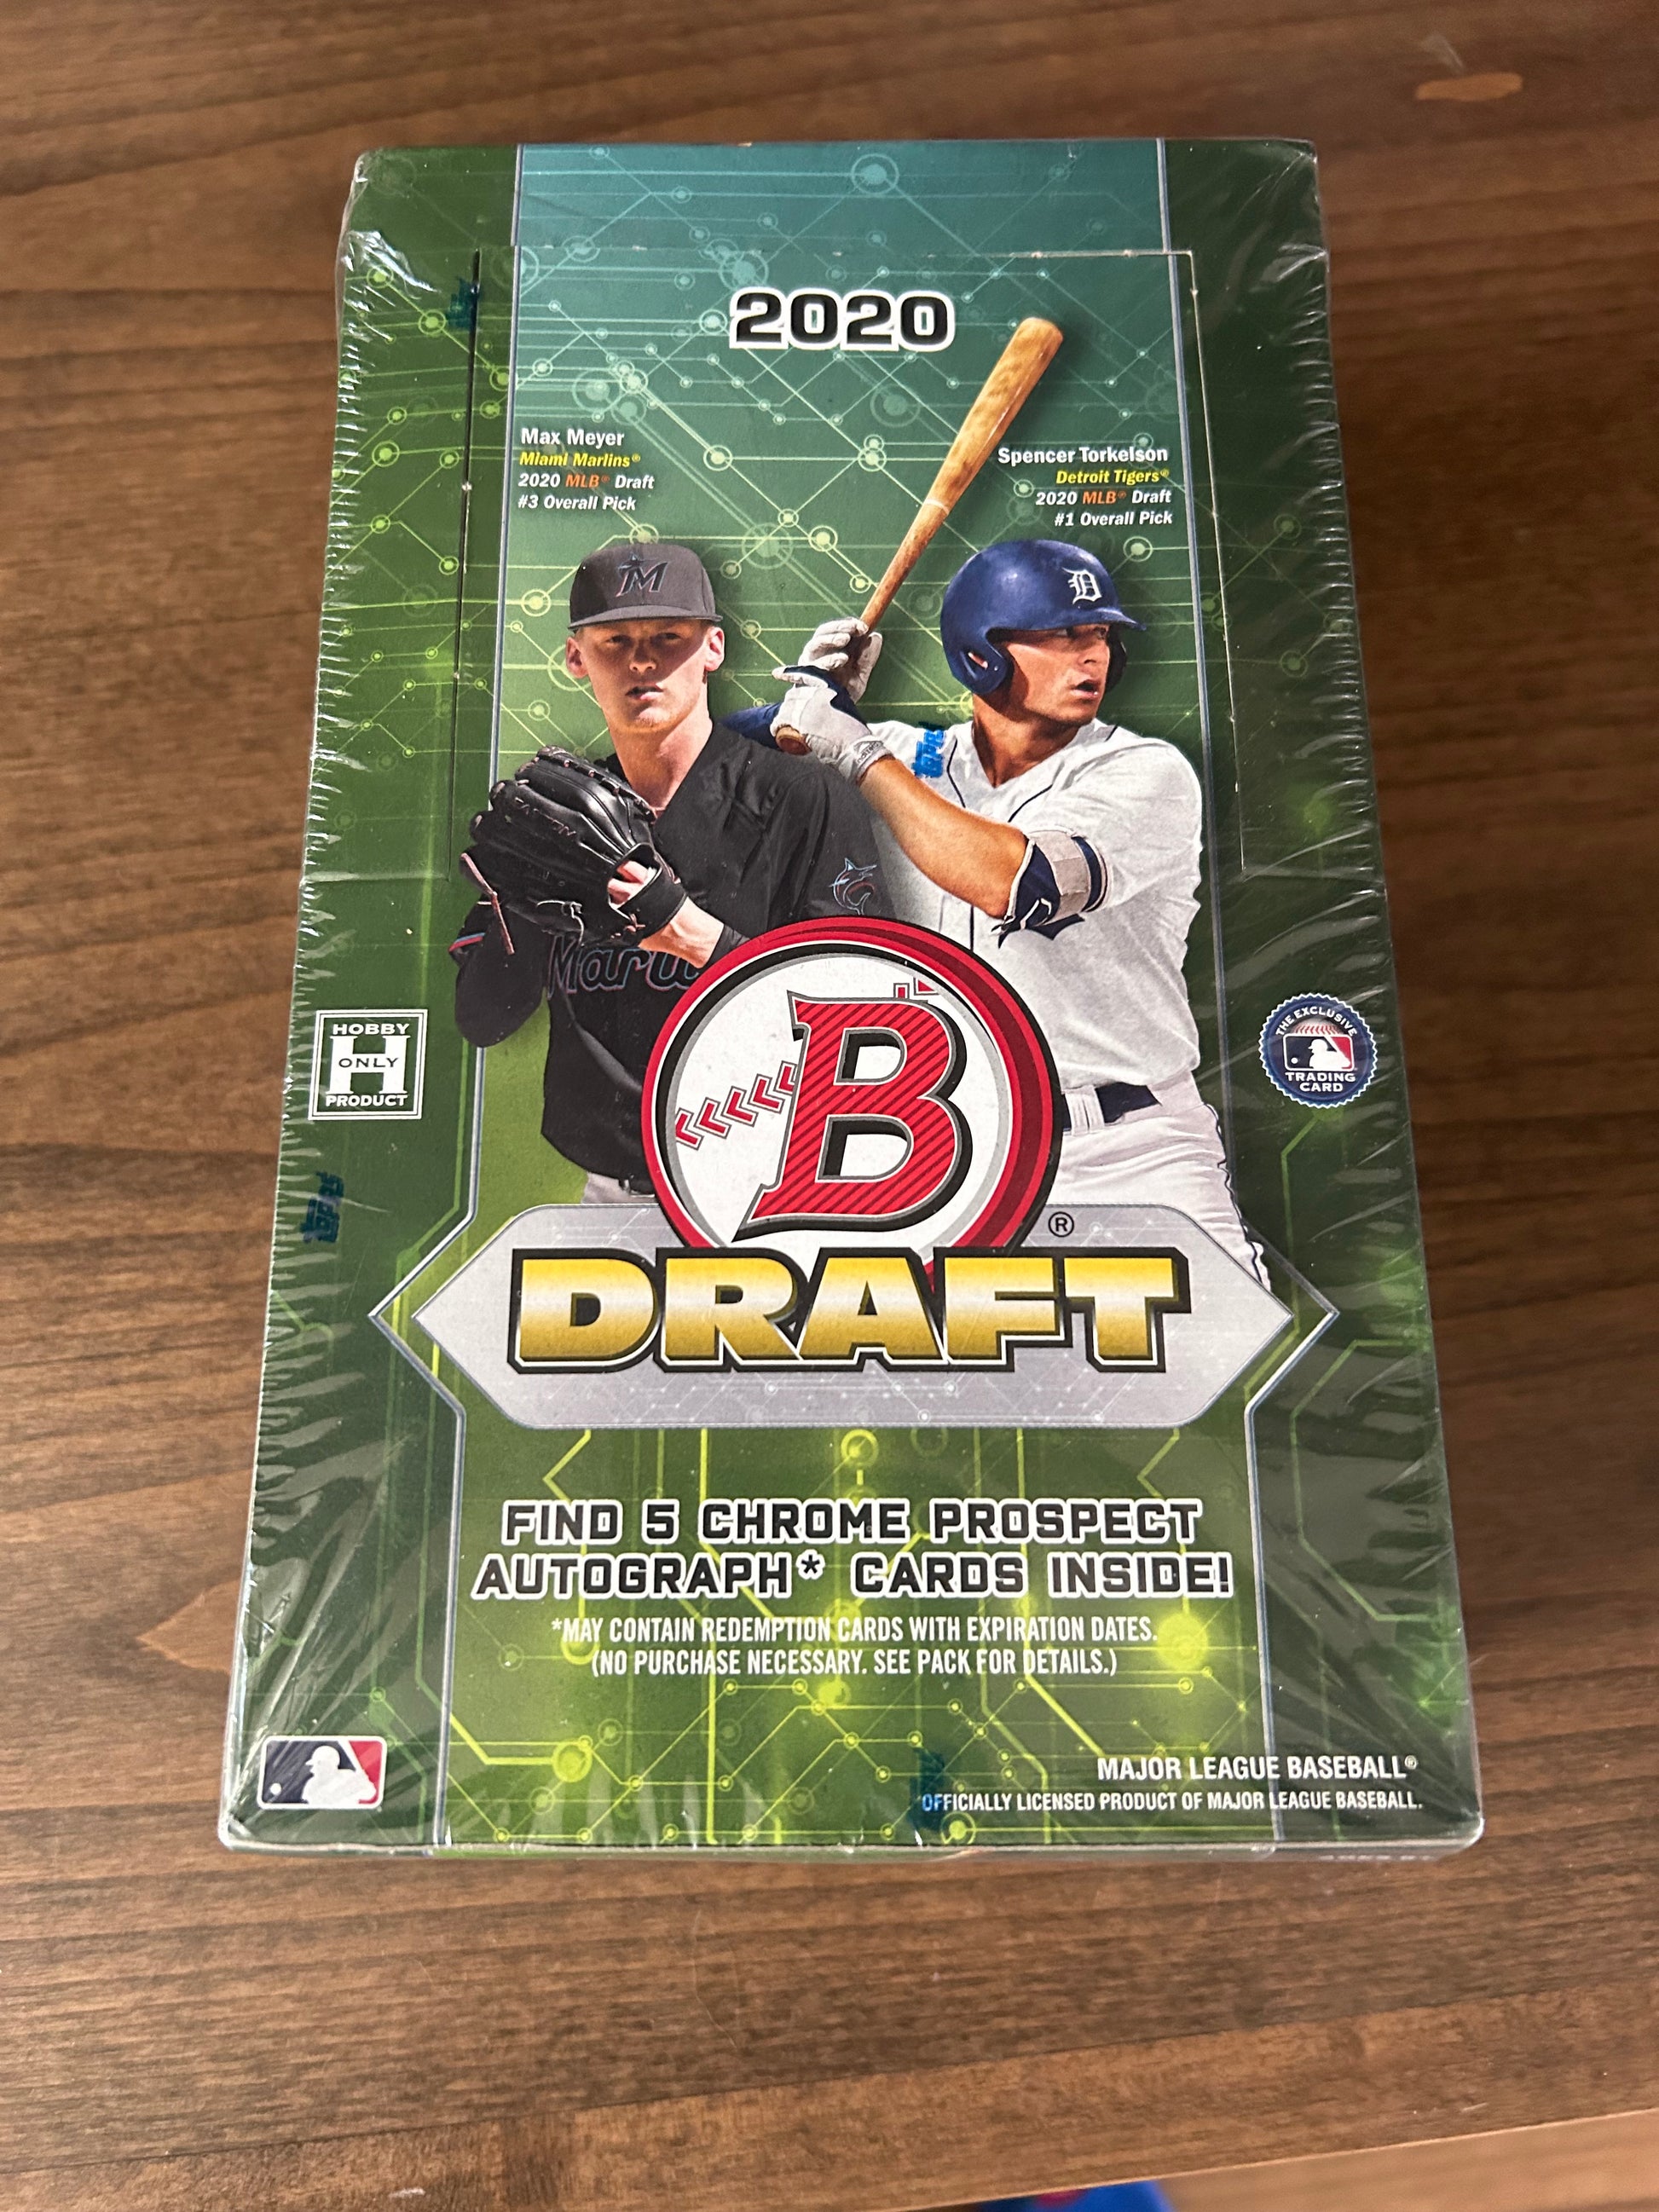 2020
Max Meyer
Miami Marlins®
2020 MLB® Draft
#3 Overall Pick
Spencer Torkelson
Detroit Tigers®
2020 MLB® Draft
#1 Overall Pick
M
D
topps
Marli
HOBBY
H
ONLY
PRODUCT
THE EXCLUSIVE
TRADING
CARD
B
®
topps
DRAFT
FIND 5 CHROME PROSPECT
AUTOGRAPH* CARDS INSIDE!
*MAY CONTAIN REDEMPTION CARDS WITH EXPIRATION DATES.
(NO PURCHASE NECESSARY. SEE PACK FOR DETAILS.)
MAJOR LEAGUE BASEBALL®
OFFICIALLY LICENSED PRODUCT OF MAJOR LEAGUE BASEBALL.